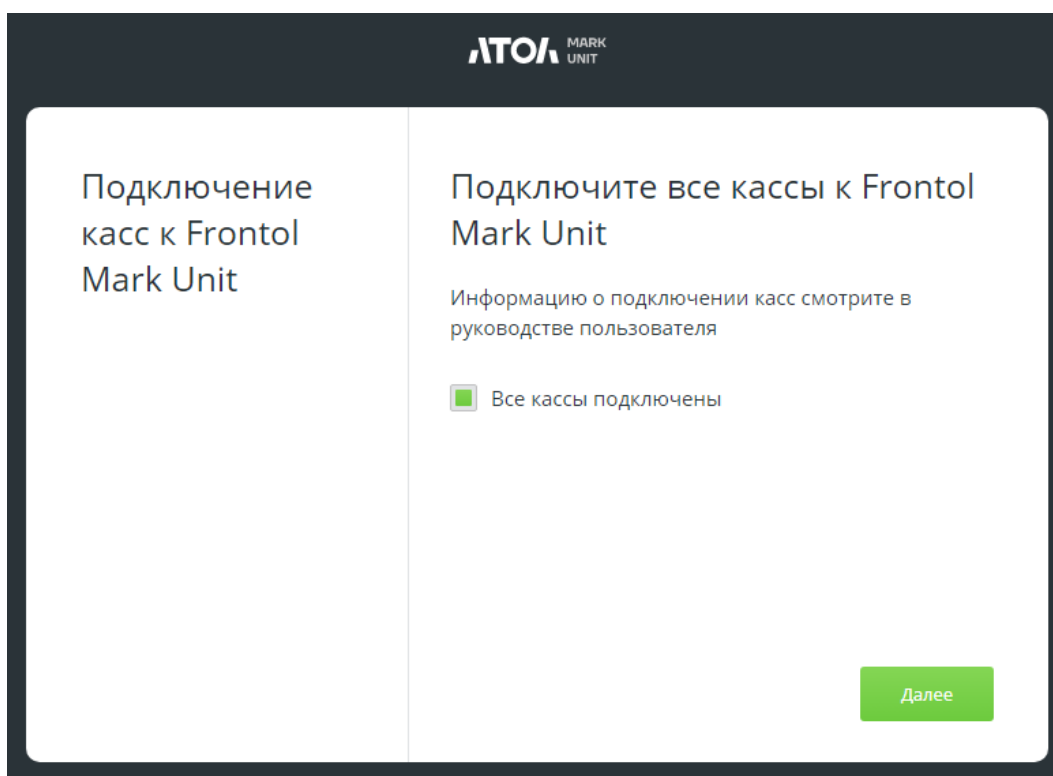 АТОЛ MARK
UNIT
Подключение
касс к Frontol
Mark Unit
Подключите все кассы к Frontol
Mark Unit
Информацию о подключении касс смотрите в
руководстве пользователя
Все кассы подключены
Далее